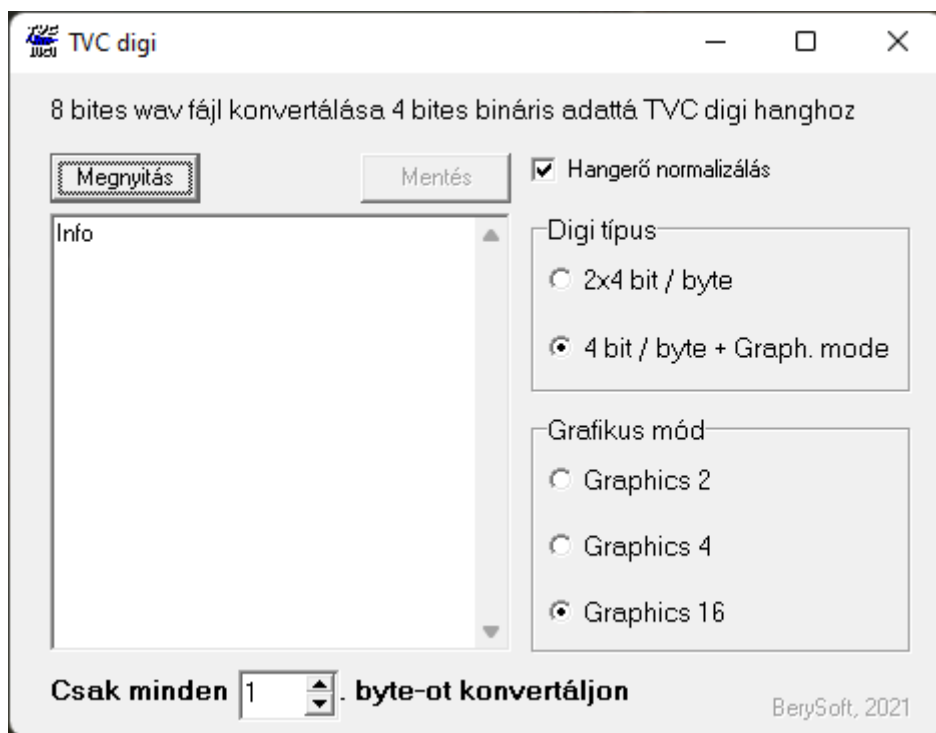 TVC digi
8 bites wav fájl konvertálása 4 bites bináris adattá TVC digi hanghoz
Megnyitás
Mentés
Hangerő normalizálás
Info
Digi típus
2x4 bit / byte
4 bit / byte + Graph. mode
Grafikus mód
Graphics 2
Graphics 4
Graphics 16
Csak minden 1 . byte-ot konvertáljon
BerySoft, 2021